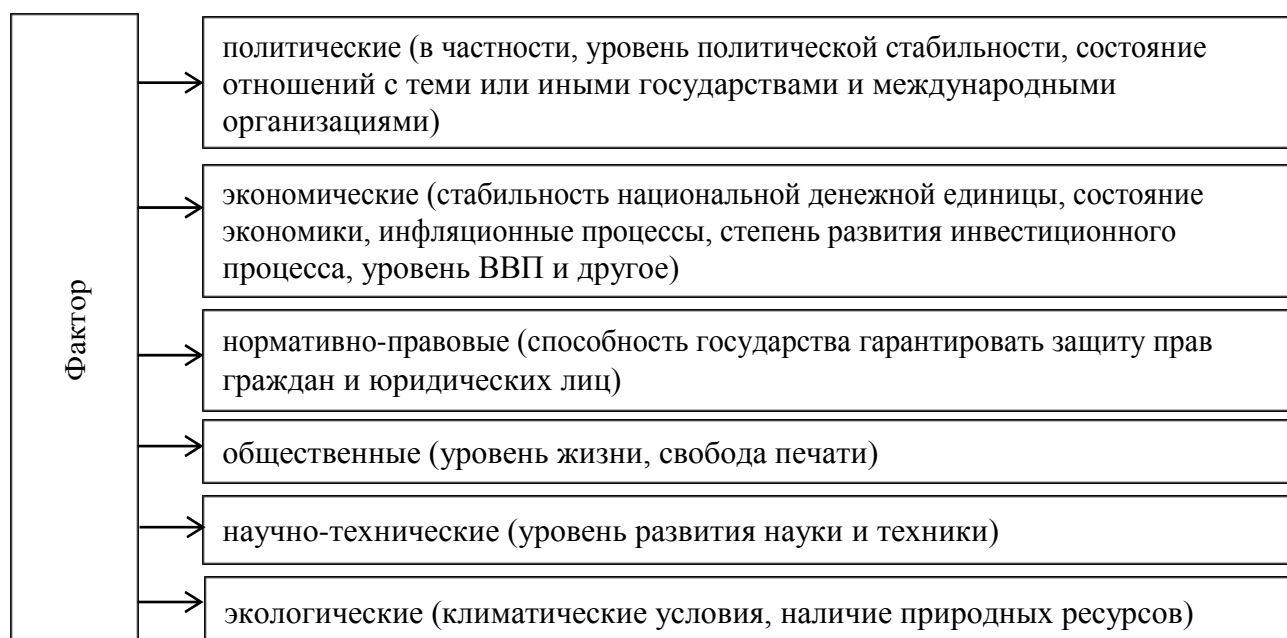 Фактор
политические (в частности, уровень политической стабильности, состояние
отношений с теми или иными государствами и международными
организациями)
экономические (стабильность национальной денежной единицы, состояние
экономики, инфляционные процессы, степень развития инвестиционного
процесса, уровень ВВП и другое)
нормативно-правовые (способность государства гарантировать защиту прав
граждан и юридических лиц)
общественные (уровень жизни, свобода печати)
научно-технические (уровень развития науки и техники)
экологические (климатические условия, наличие природных ресурсов)